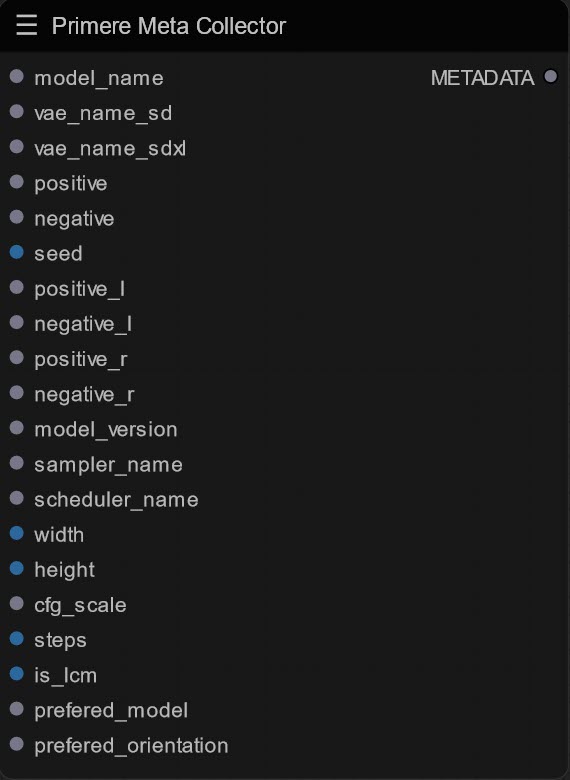 Primere Meta Collector
model_name METADATA
vae_name_sd
vae_name_sdxl
positive
negative
seed
positive_l
negative_l
positive_r
negative_r
model_version
sampler_name
scheduler_name
width
height
cfg_scale
steps
is_lcm
prefered_model
prefered_orientation